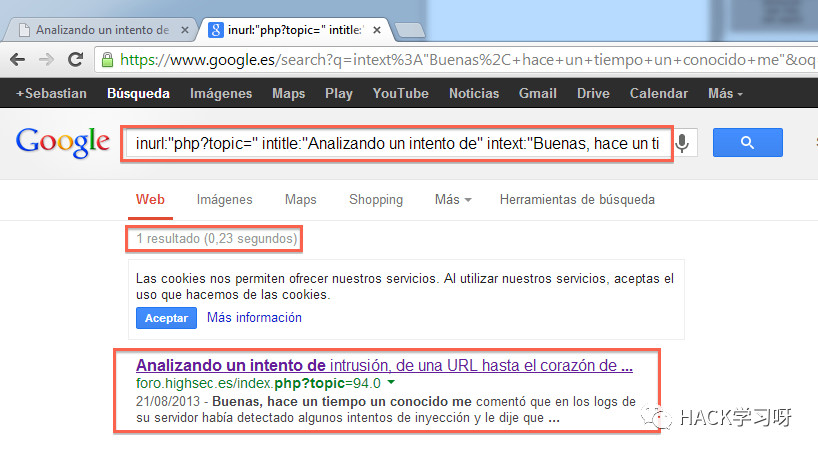 Analizando un intento de
inurl:"php?topic=" intitle:
https://www.google.es/search?q=intext%3A"Buenas%2C+hace+un+tiempo+un+conocido+me"&oq
+Sebastian Búsqueda Imágenes Maps Play YouTube Noticias Gmail Drive Calendar Más
Google inurl:"php?topic=" intitle:"Analizando un intento de" intext:"Buenas, hace un ti
Web Imágenes Maps Shopping Más Herramientas de búsqueda
1 resultado (0,23 segundos)
Las cookies nos permiten ofrecer nuestros servicios. Al utilizar nuestros servicios, aceptas el
uso que hacemos de las cookies.
Aceptar Más información
Analizando un intento de intrusión, de una URL hasta el corazón de ...
foro.highsec.es/index.php?topic=94.0
21/08/2013 - Buenas, hace un tiempo un conocido me comentó que en los logs de
su servidor había detectado algunos intentos de inyección y le dije que ...
HACK学习呀